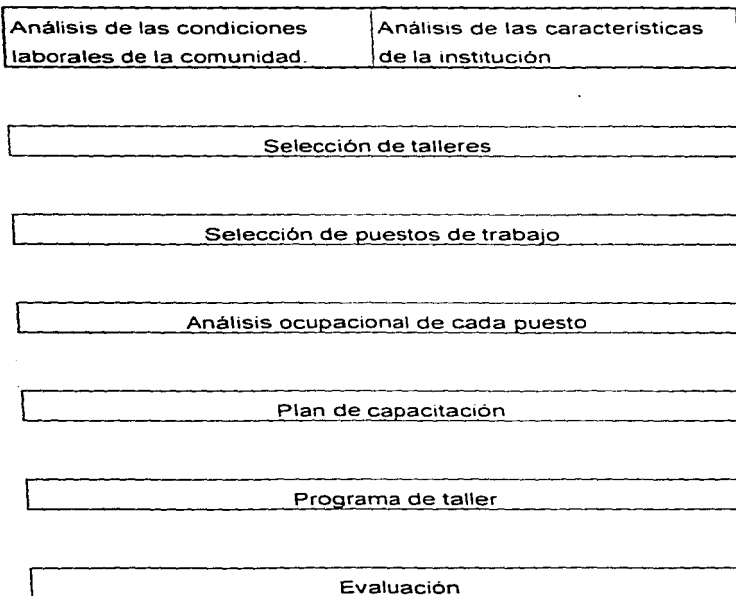 Análisis de las condiciones
laborales de la comunidad.
Análisis de las características
de la institución
Selección de talleres
Selección de puestos de trabajo
Análisis ocupacional de cada puesto
Plan de capacitación
Programa de taller
Evaluación